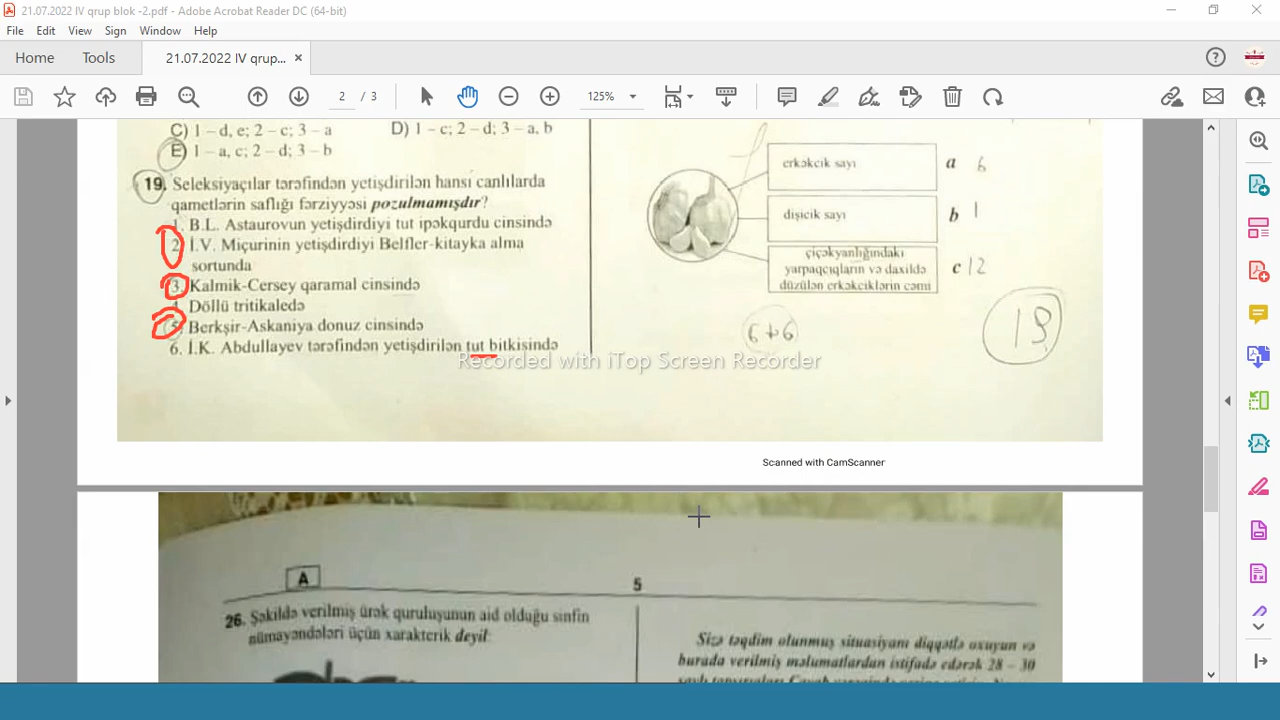 21.07.2022 IV qrup blok -2.pdf - Adobe Acrobat Reader DC (64-bit)
File Edit View Sign Window Help
Home Tools 21.07.2022 IV qrup... ×
2 / 3 125%
C) 1 – d, e; 2 – c; 3 – a D) 1 – c; 2 – d; 3 – a, b
E) 1 – a, c; 2 – d; 3 – b
19. Seleksiyaçılar tərəfindən yetişdirilən hansı canlılarda
qametlərin saflığı fərziyyəsi pozulmamışdır?
1. B.L. Astaurovun yetişdirdiyi tut ipəkqurdu cinsində
2. İ.V. Miçurinin yetişdirdiyi Belfler-kitayka alma
sortunda
3. Kalmik-Cersey qaramal cinsində
4. Döllü tritikaledə
5. Berkşir-Askaniya donuz cinsində
6. İ.K. Abdullayev tərəfindən yetişdirilən tut bitkisində
erkəkcik sayı a 6
dişicik sayı b 1
çiçəkyanlığındakı
yarpaqcıqların və daxildə
düzülən erkəkciklərin cəmi
c 12
6+6
Recorded with iTop Screen Recorder
Scanned with CamScanner
A
5
26. Şəkildə verilmiş ürək quruluşunun aid olduğu sinfin
nümayəndələri üçün xarakterik deyil:
Sizə təqdim olunmuş situasiyanı diqqətlə oxuyun və
burada verilmiş məlumatlardan istifadə edərək 28 – 30